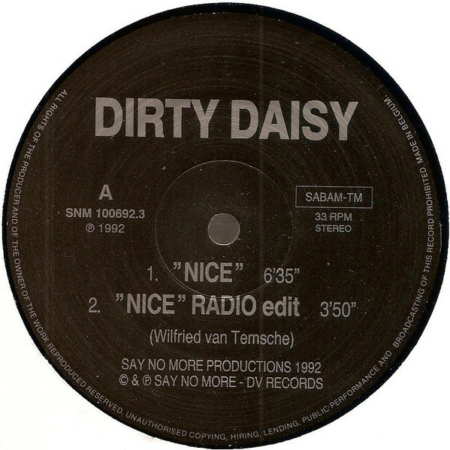 DIRTY DAISY
A
SNM 100692.3
℗ 1992
SABAM-TM
33 RPM
STEREO
1. ”NICE” 6'35”
2. ”NICE” RADIO edit 3'50”
(Wilfried van Temsche)
SAY NO MORE PRODUCTIONS 1992
© & ℗ SAY NO MORE - DV RECORDS
ALL RIGHTS OF THE PRODUCER AND OF THE OWNER OF THE WORK REPRODUCED RESERVED. UNAUTHORISED COPYING, HIRING, LENDING, PUBLIC PERFORMANCE AND BROADCASTING OF THIS RECORD PROHIBITED MADE IN BELGIUM.